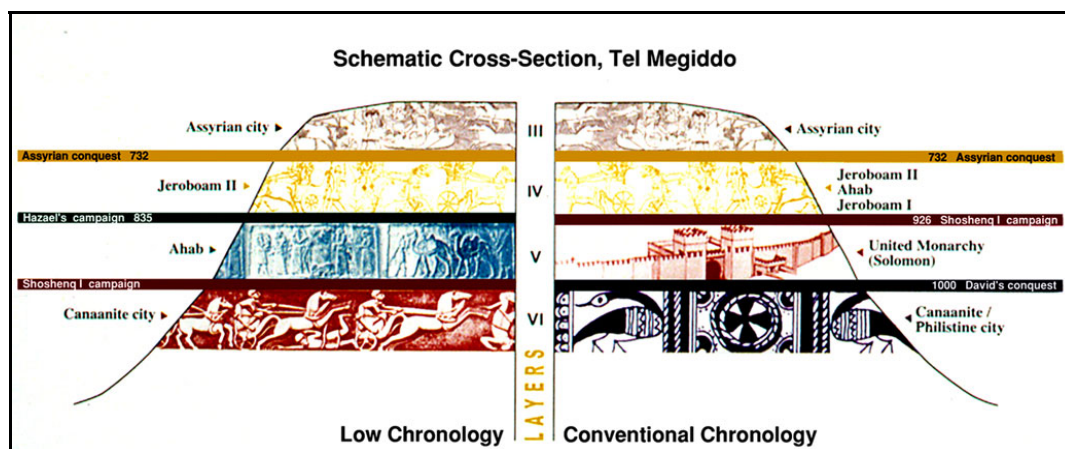 Schematic Cross-Section, Tel Megiddo
Assyrian city
III
Assyrian city
Assyrian conquest 732
732 Assyrian conquest
Jeroboam II
IV
Jeroboam II
Ahab
Jeroboam I
Hazael's campaign 835
926 Shoshenq I campaign
Ahab
V
United Monarchy
(Solomon)
Shoshenq I campaign
1000 David's conquest
Canaanite city
VI
Canaanite /
Philistine city
LAYERS
Low Chronology
Conventional Chronology